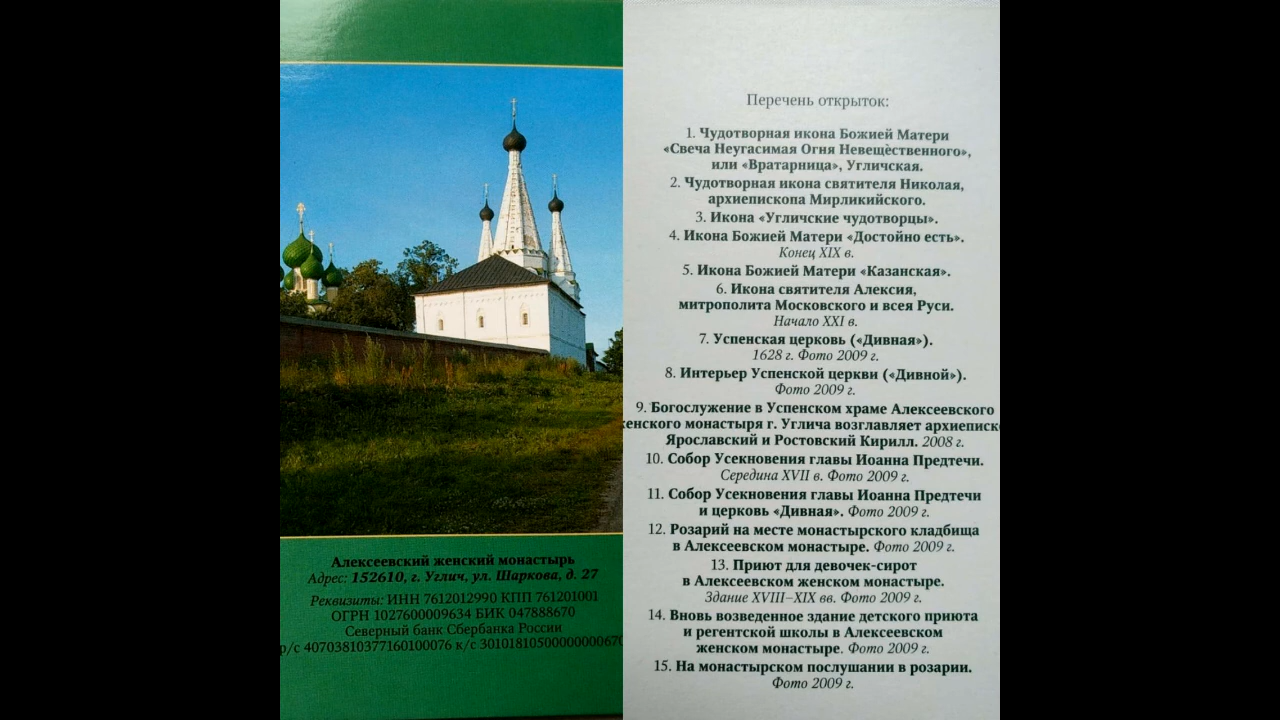 Алексеевский женский монастырь
Адрес: 152610, г. Углич, ул. Шаркова, д. 27
Реквизиты: ИНН 7612012990 КПП 761201001
ОГРН 1027600009634 БИК 047888670
Северный банк Сбербанка России
р/с 40703810377160100076 к/с 30101810500000000670
Перечень открыток:
1. Чудотворная икона Божией Матери
«Свеча Неугасимая Огня Невещественного»,
или «Вратарница», Угличская.
2. Чудотворная икона святителя Николая,
архиепископа Мирликийского.
3. Икона «Угличские чудотворцы».
4. Икона Божией Матери «Достойно есть».
Конец XIX в.
5. Икона Божией Матери «Казанская».
6. Икона святителя Алексия,
митрополита Московского и всея Руси.
Начало XXI в.
7. Успенская церковь («Дивная»).
1628 г. Фото 2009 г.
8. Интерьер Успенской церкви («Дивной»).
Фото 2009 г.
9. Богослужение в Успенском храме Алексеевского
женского монастыря г. Углича возглавляет архиеписк
Ярославский и Ростовский Кирилл. 2008 г.
10. Собор Усекновения главы Иоанна Предтечи.
Середина XVII в. Фото 2009 г.
11. Собор Усекновения главы Иоанна Предтечи
и церковь «Дивная». Фото 2009 г.
12. Розарий на месте монастырского кладбища
в Алексеевском монастыре. Фото 2009 г.
13. Приют для девочек-сирот
в Алексеевском женском монастыре.
Здание XVIII–XIX вв. Фото 2009 г.
14. Вновь возведенное здание детского приюта
и регентской школы в Алексеевском
женском монастыре. Фото 2009 г.
15. На монастырском послушании в розарии.
Фото 2009 г.